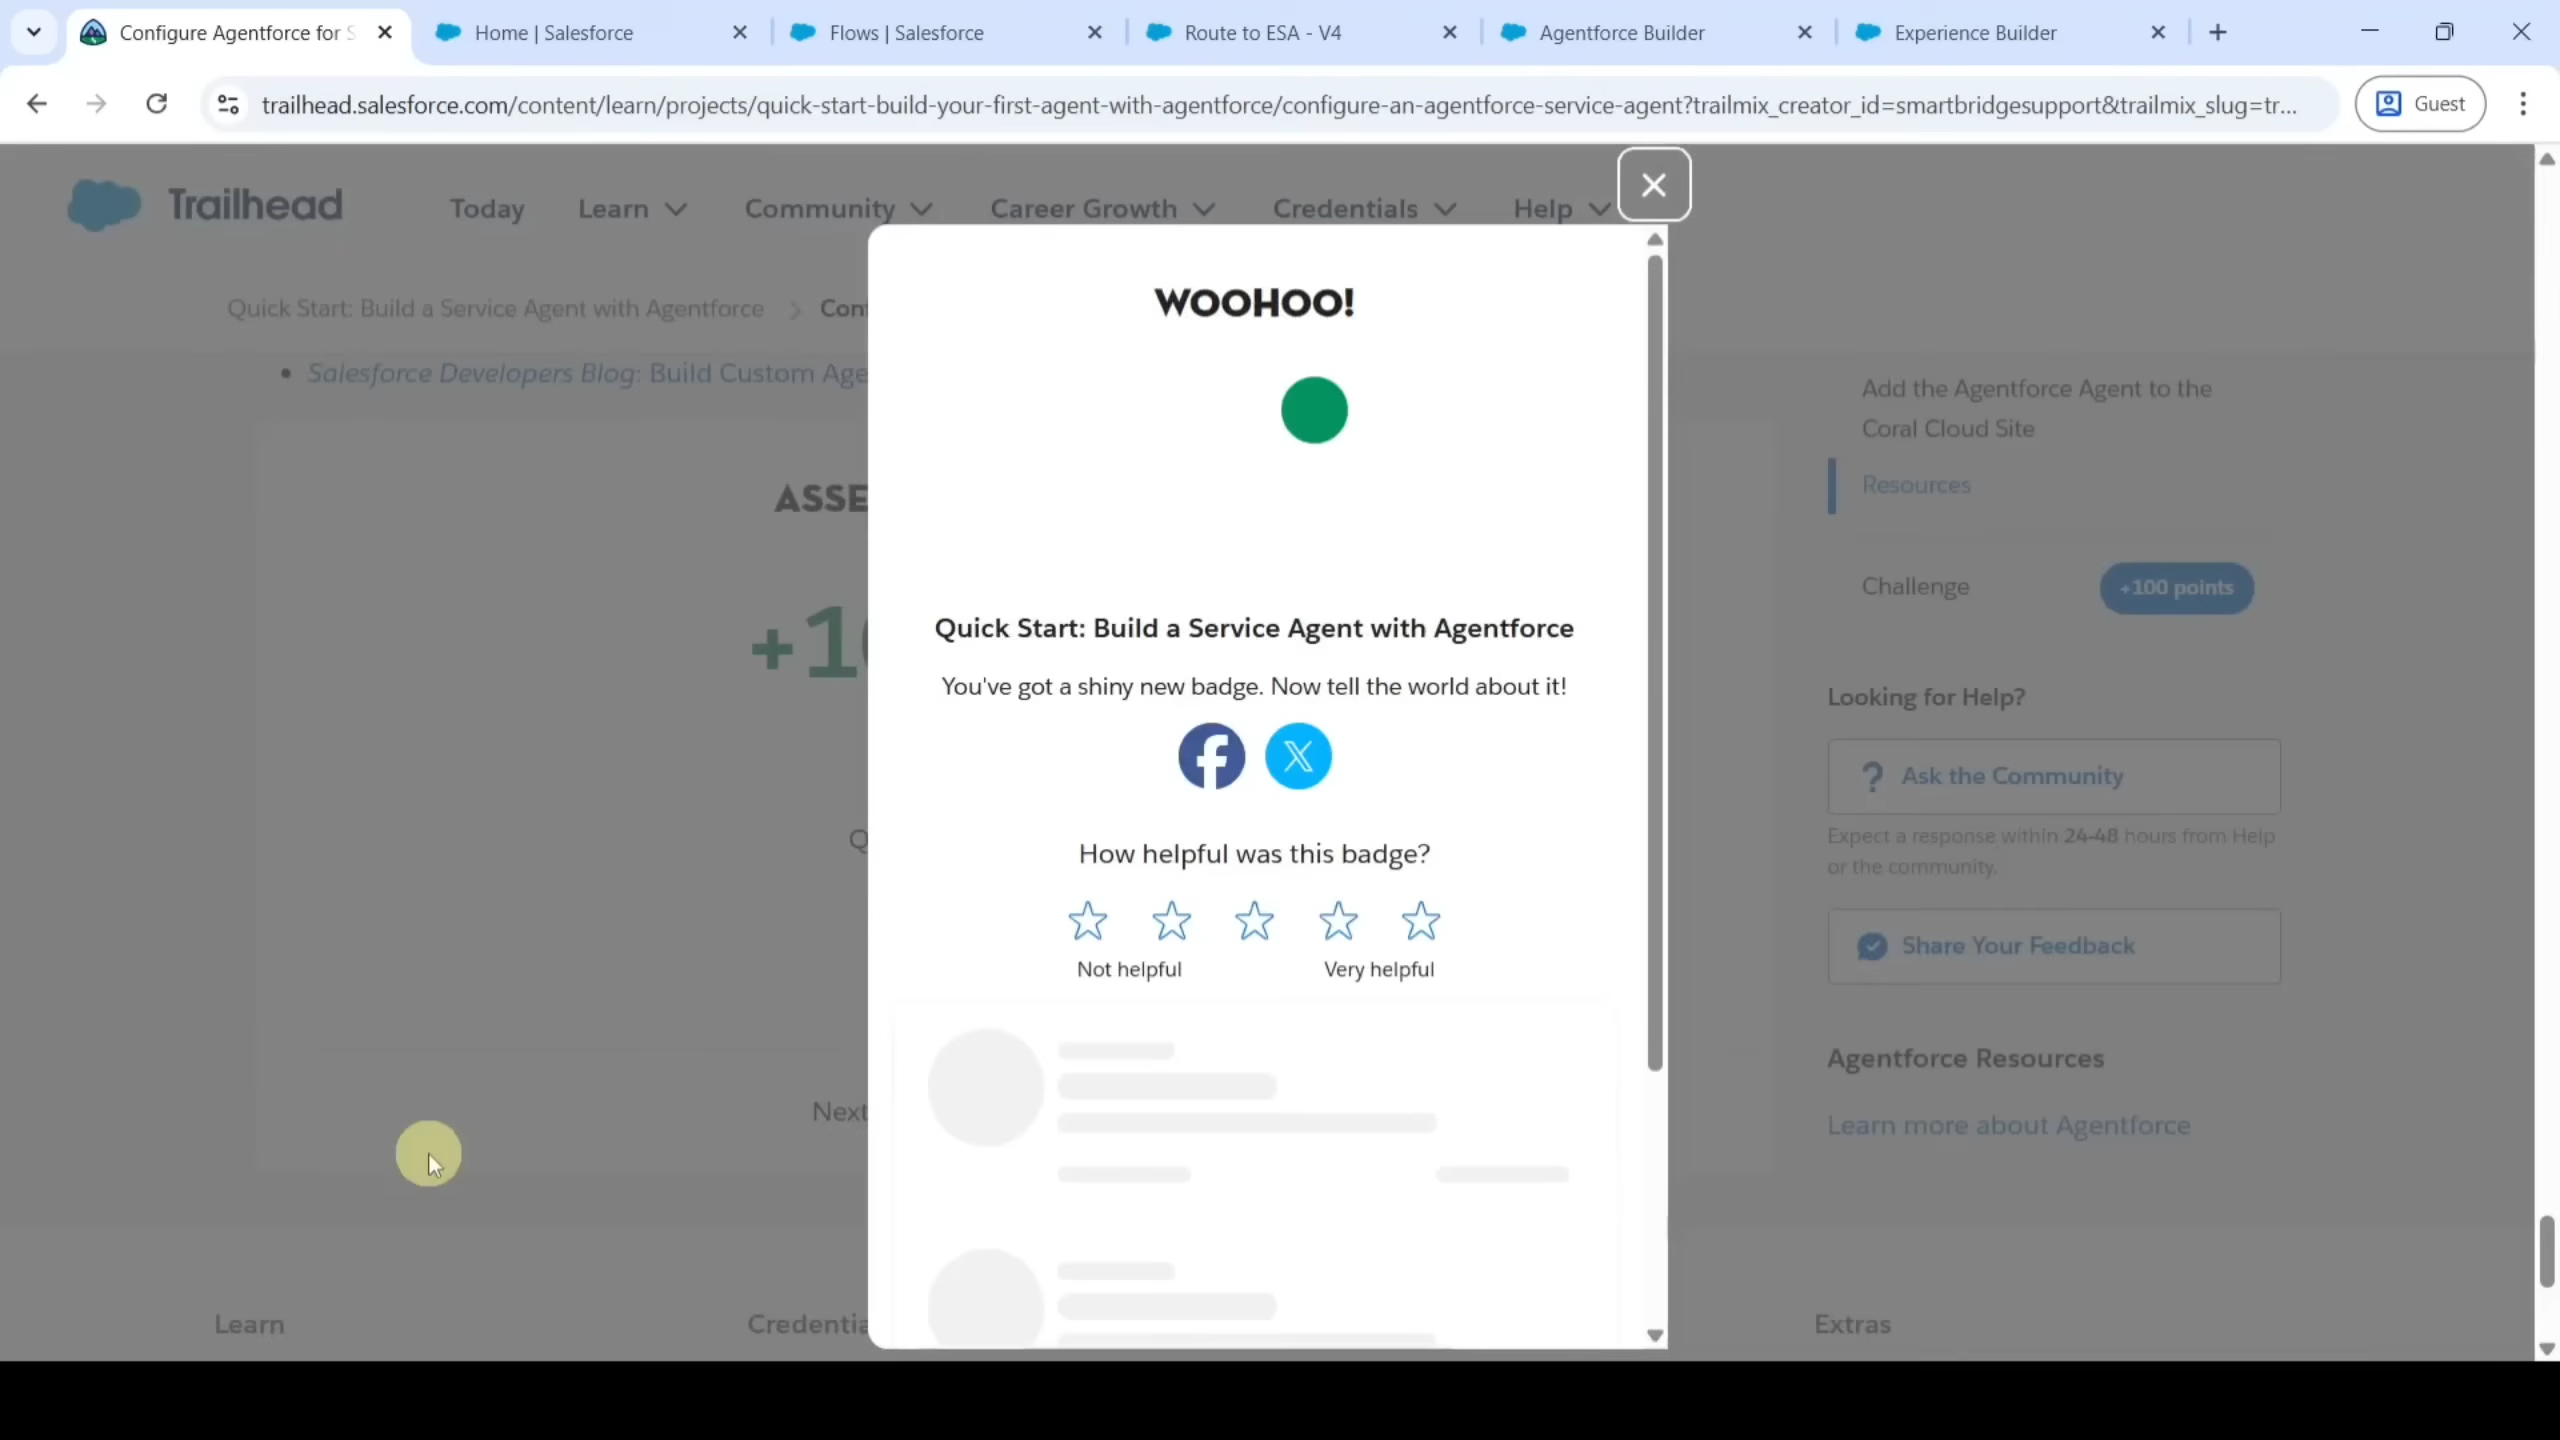 Configure Agentforce for S
Home | Salesforce
Flows | Salesforce
Route to ESA - V4
Agentforce Builder
Experience Builder
trailhead.salesforce.com/content/learn/projects/quick-start-build-your-first-agent-with-agentforce/configure-an-agentforce-service-agent?trailmix_creator_id=smartbridgesupport&trailmix_slug=tr...
Guest
Trailhead
Today
Learn
Community
Career Growth
Credentials
Help
Quick Start: Build a Service Agent with Agentforce > Con
Salesforce Developers Blog: Build Custom Age
ASSE
+10
Q
Next
WOOHOO!
Quick Start: Build a Service Agent with Agentforce
You've got a shiny new badge. Now tell the world about it!
How helpful was this badge?
Not helpful
Very helpful
Add the Agentforce Agent to the
Coral Cloud Site
Resources
Challenge
+100 points
Looking for Help?
? Ask the Community
Expect a response within 24-48 hours from Help
or the community.
Share Your Feedback
Agentforce Resources
Learn more about Agentforce
Learn
Credentia
Extras